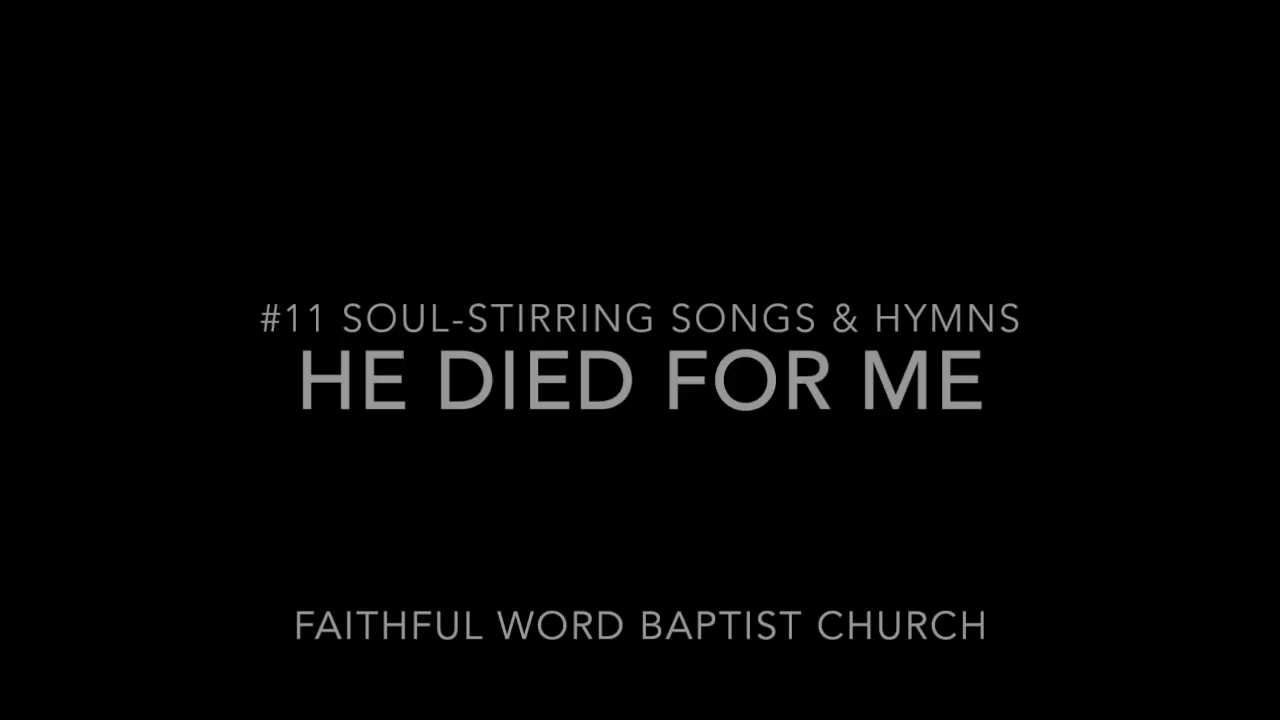 #11 SOUL-STIRRING SONGS & HYMNS
HE DIED FOR ME
FAITHFUL WORD BAPTIST CHURCH